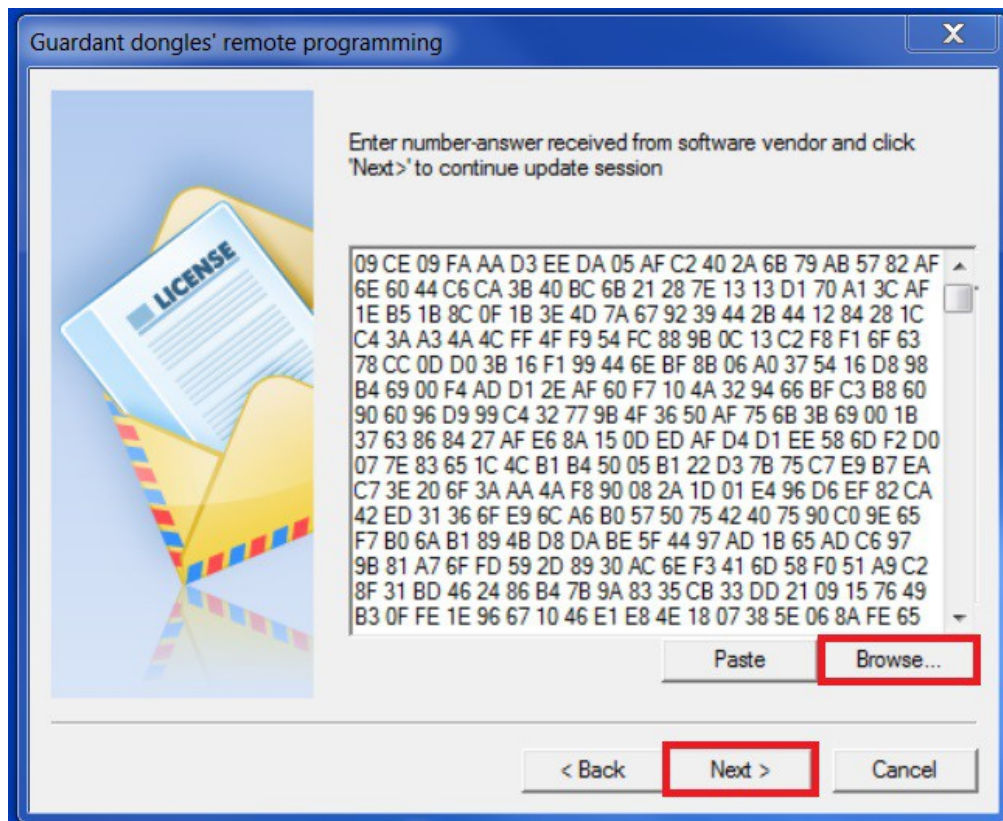 Guardant dongles' remote programming
X
LICENSE
Enter number-answer received from software vendor and click
'Next>' to continue update session
09 CE 09 FA AA D3 EE DA 05 AF C2 40 2A 6B 79 AB 57 82 AF
6E 60 44 C6 CA 3B 40 BC 6B 21 28 7E 13 13 D1 70 A1 3C AF
1E B5 1B 8C 0F 1B 3E 4D 7A 67 92 39 44 2B 44 12 84 28 1C
C4 3A A3 4A 4C FF 4F F9 54 FC 88 9B 0C 13 C2 F8 F1 6F 63
78 CC 0D D0 3B 16 F1 99 44 6E BF 8B 06 A0 37 54 16 D8 98
B4 69 00 F4 AD D1 2E AF 60 F7 10 4A 32 94 66 BF C3 B8 60
90 60 96 D9 99 C4 32 77 9B 4F 36 50 AF 75 6B 3B 69 00 1B
37 63 86 84 27 AF E6 8A 15 0D ED AF D4 D1 EE 58 6D F2 D0
07 7E 83 65 1C 4C B1 B4 50 05 B1 22 D3 7B 75 C7 E9 B7 EA
C7 3E 20 6F 3A AA 4A F8 90 08 2A 1D 01 E4 96 D6 EF 82 CA
42 ED 31 36 6F E9 6C A6 B0 57 50 75 42 40 75 90 C0 9E 65
F7 B0 6A B1 89 4B D8 DA BE 5F 44 97 AD 1B 65 AD C6 97
9B 81 A7 6F FD 59 2D 89 30 AC 6E F3 41 6D 58 F0 51 A9 C2
8F 31 BD 46 24 86 B4 7B 9A 83 35 CB 33 DD 21 09 15 76 49
B3 0F FE 1E 96 67 10 46 E1 E8 4E 18 07 38 5E 06 8A FE 65
Paste Browse...
< Back Next > Cancel